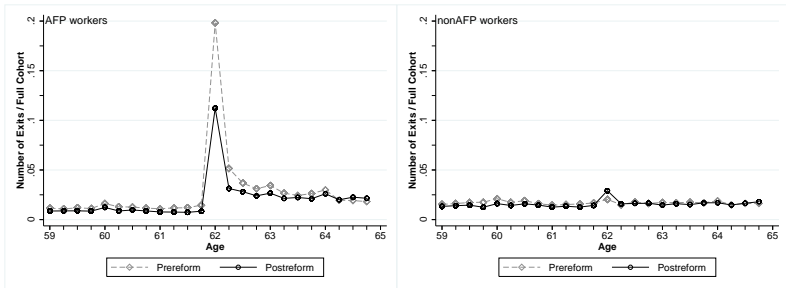 AFP workers
Number of Exits / Full Cohort
.2
.15
.1
.05
0
59 60 61 62 63 64 65
Age
Prereform Postreform
nonAFP workers
Number of Exits / Full Cohort
.2
.15
.1
.05
0
59 60 61 62 63 64 65
Age
Prereform Postreform